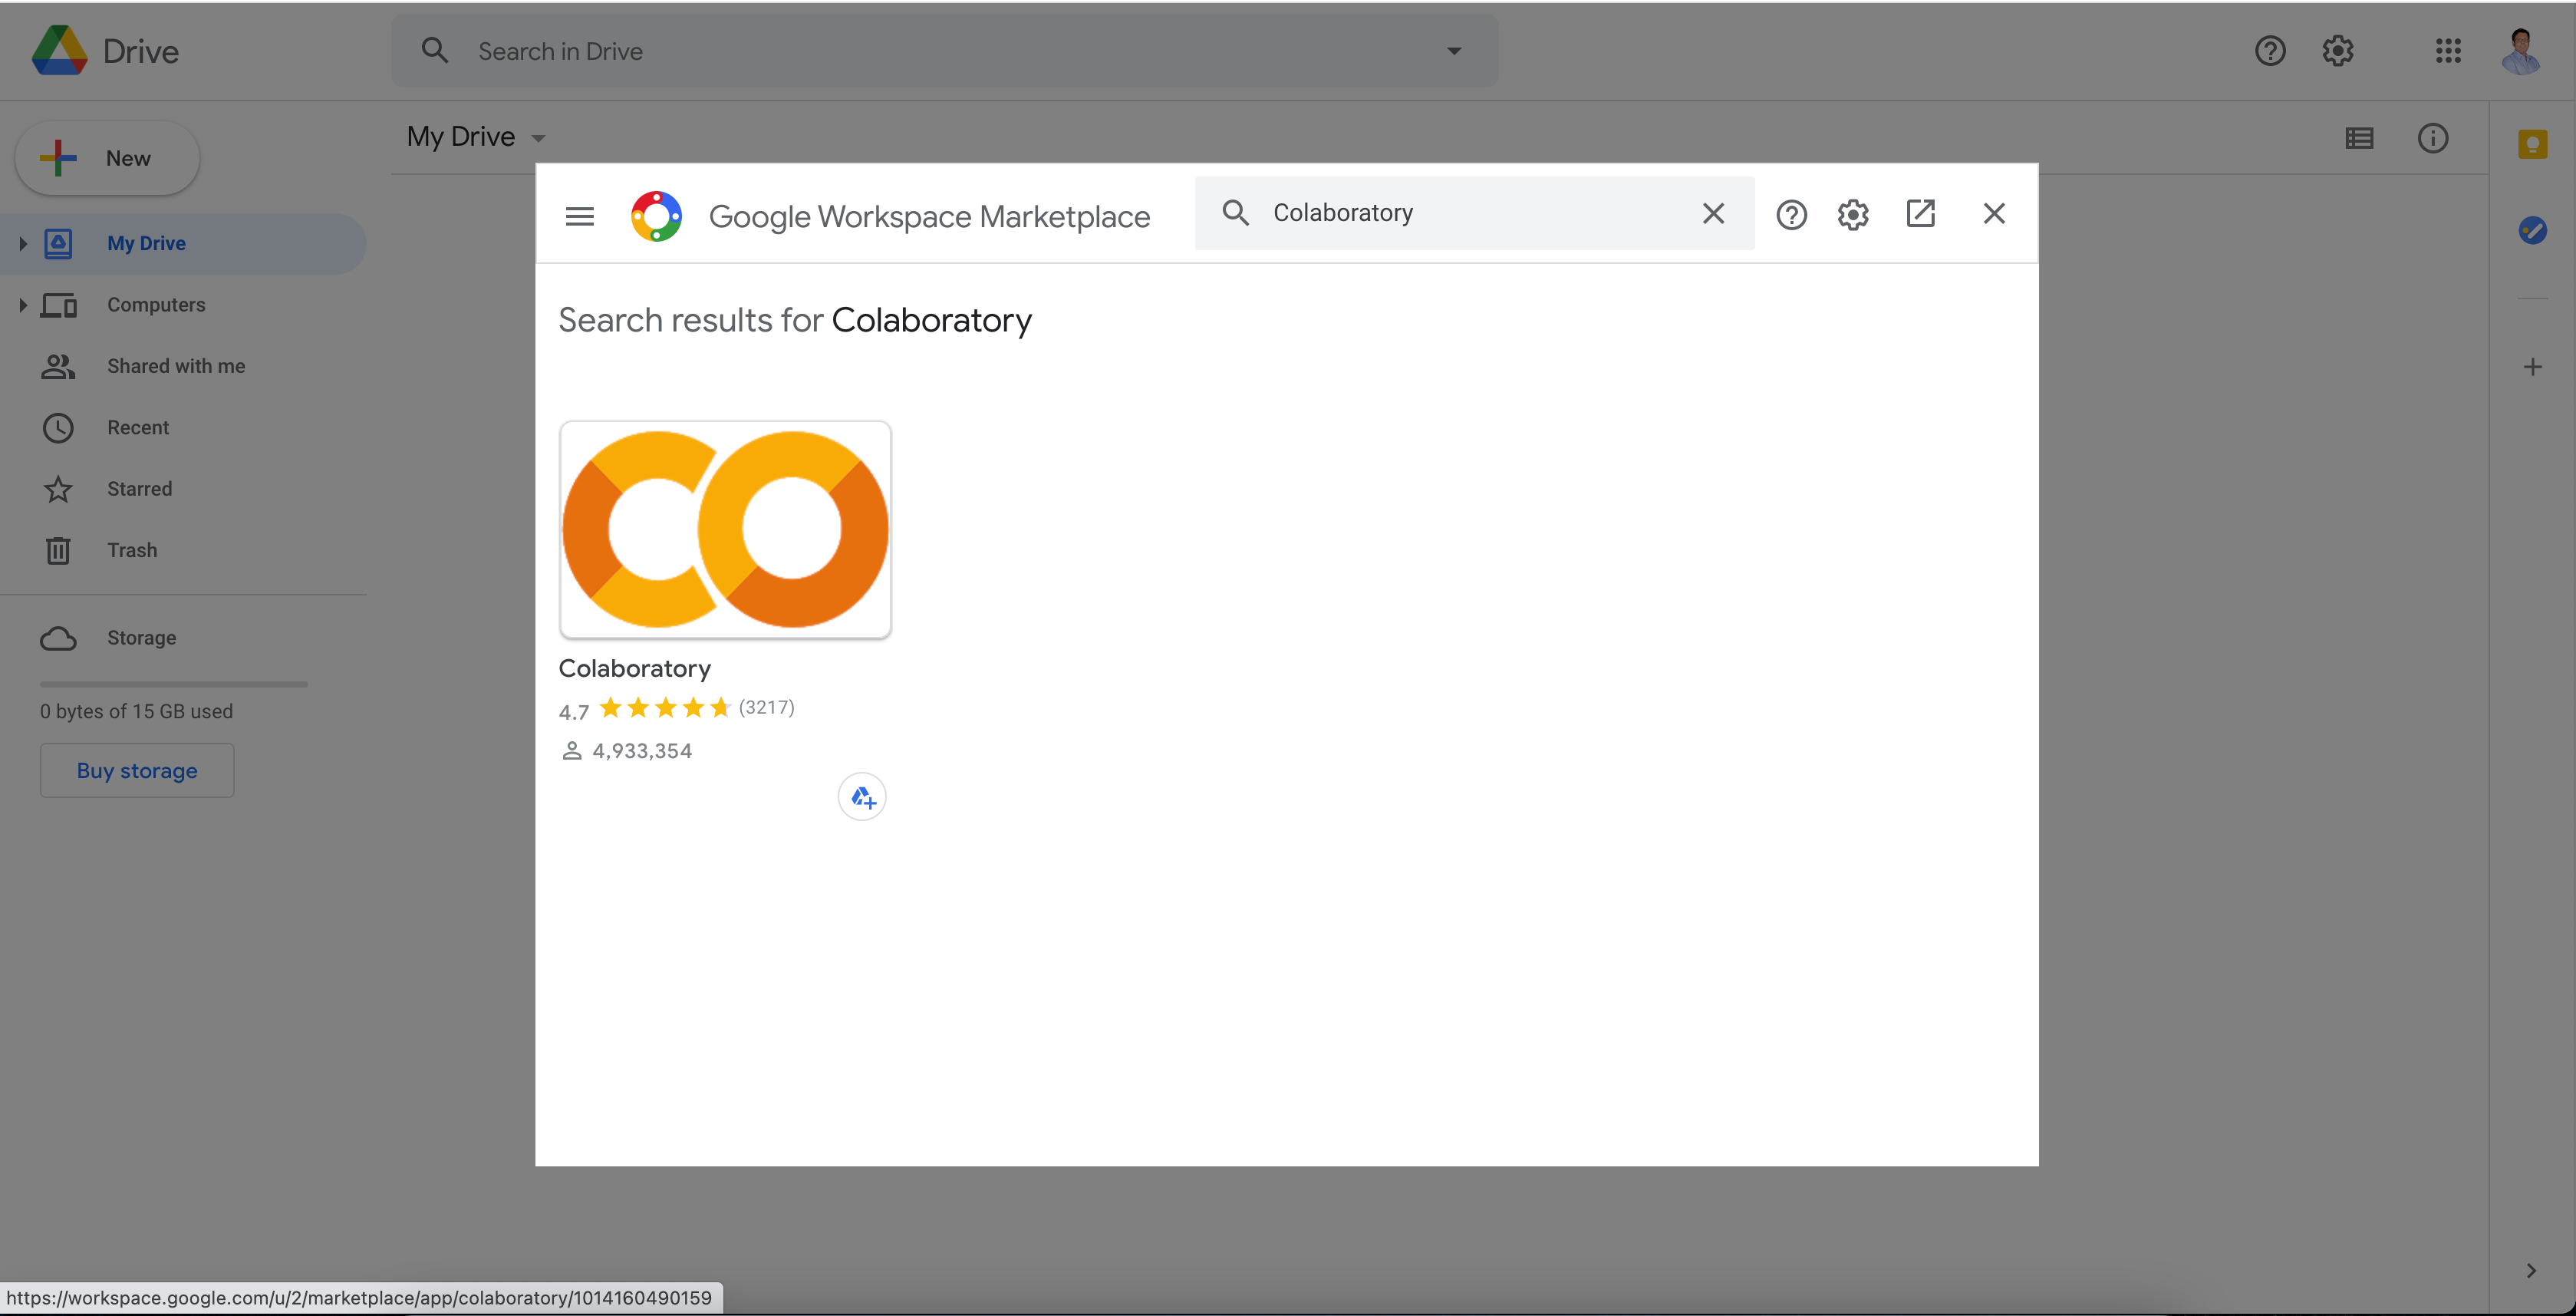 Drive
Search in Drive
New
My Drive
My Drive
Computers
Shared with me
Recent
Starred
Trash
Storage
0 bytes of 15 GB used
Buy storage
Google Workspace Marketplace
Colaboratory
Search results for Colaboratory
Colaboratory
4.7 (3217)
4,933,354
https://workspace.google.com/u/2/marketplace/app/colaboratory/1014160490159